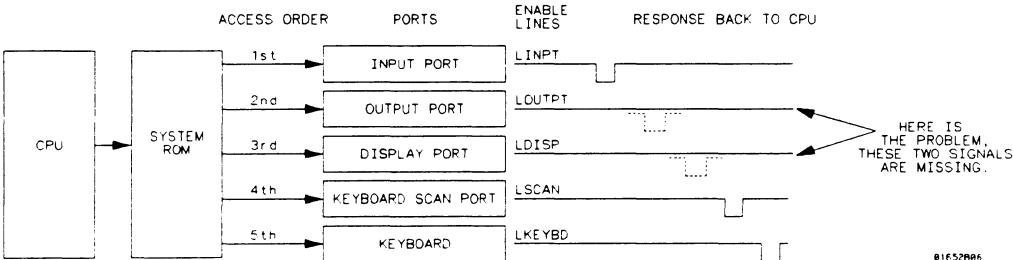 ACCESS ORDER
PORTS
ENABLE
LINES
RESPONSE BACK TO CPU
CPU
SYSTEM
ROM
1st
INPUT PORT
LINPT
2nd
OUTPUT PORT
LOUTPT
3rd
DISPLAY PORT
LDISP
4th
KEYBOARD SCAN PORT
LSCAN
5th
KEYBOARD
LKEYBD
HERE IS
THE PROBLEM,
THESE TWO SIGNALS
ARE MISSING.
01652B06